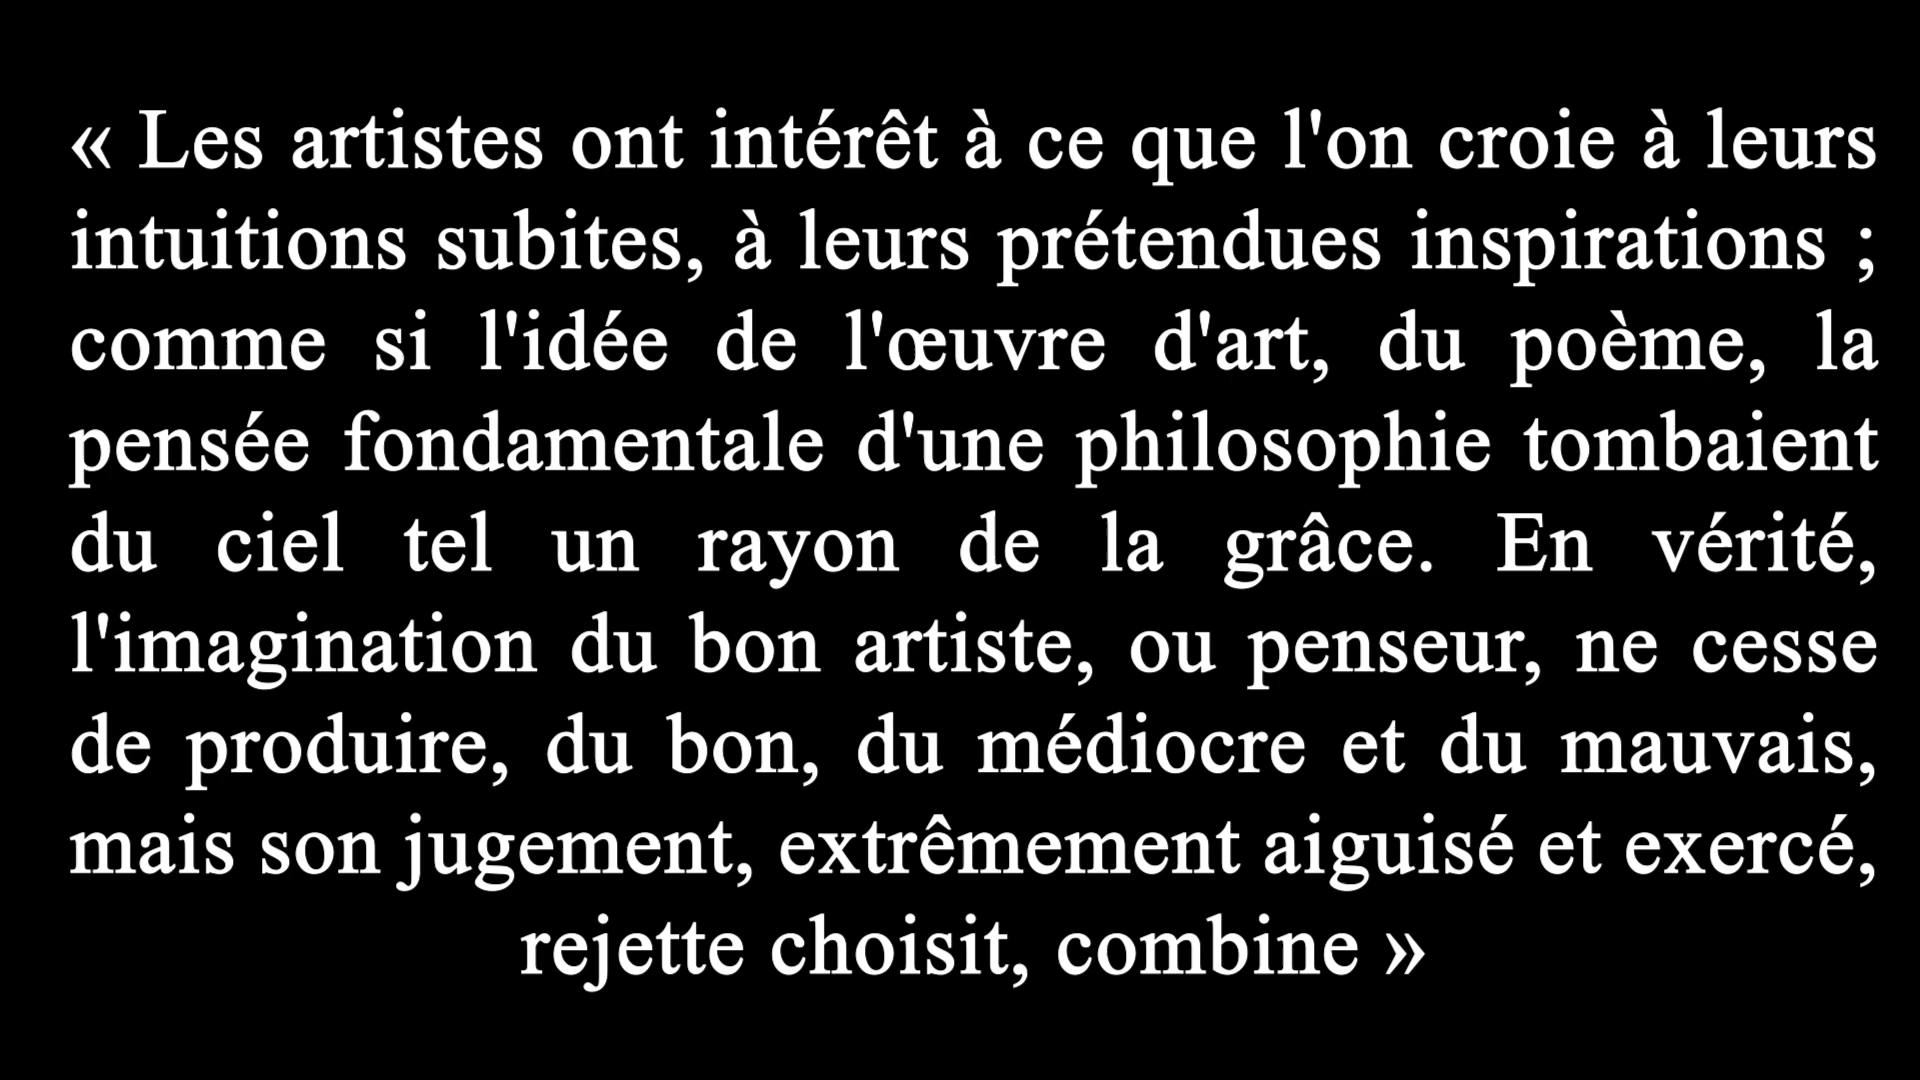 « Les artistes ont intérêt à ce que l'on croie à leurs
intuitions subites, à leurs prétendues inspirations ;
comme si l'idée de l'œuvre d'art, du poème, la
pensée fondamentale d'une philosophie tombaient
du ciel tel un rayon de la grâce. En vérité,
l'imagination du bon artiste, ou penseur, ne cesse
de produire, du bon, du médiocre et du mauvais,
mais son jugement, extrêmement aiguisé et exercé,
rejette choisit, combine »